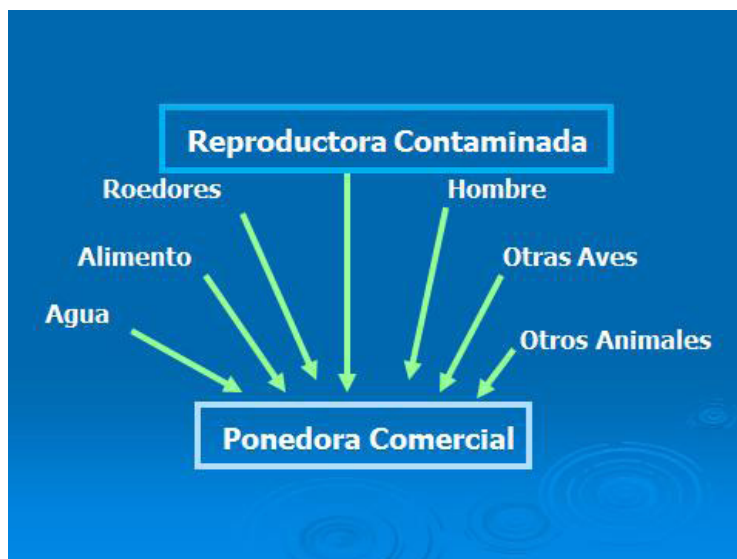 Reproductora Contaminada
Roedores
Hombre
Alimento
Otras Aves
Agua
Otros Animales
Ponedora Comercial